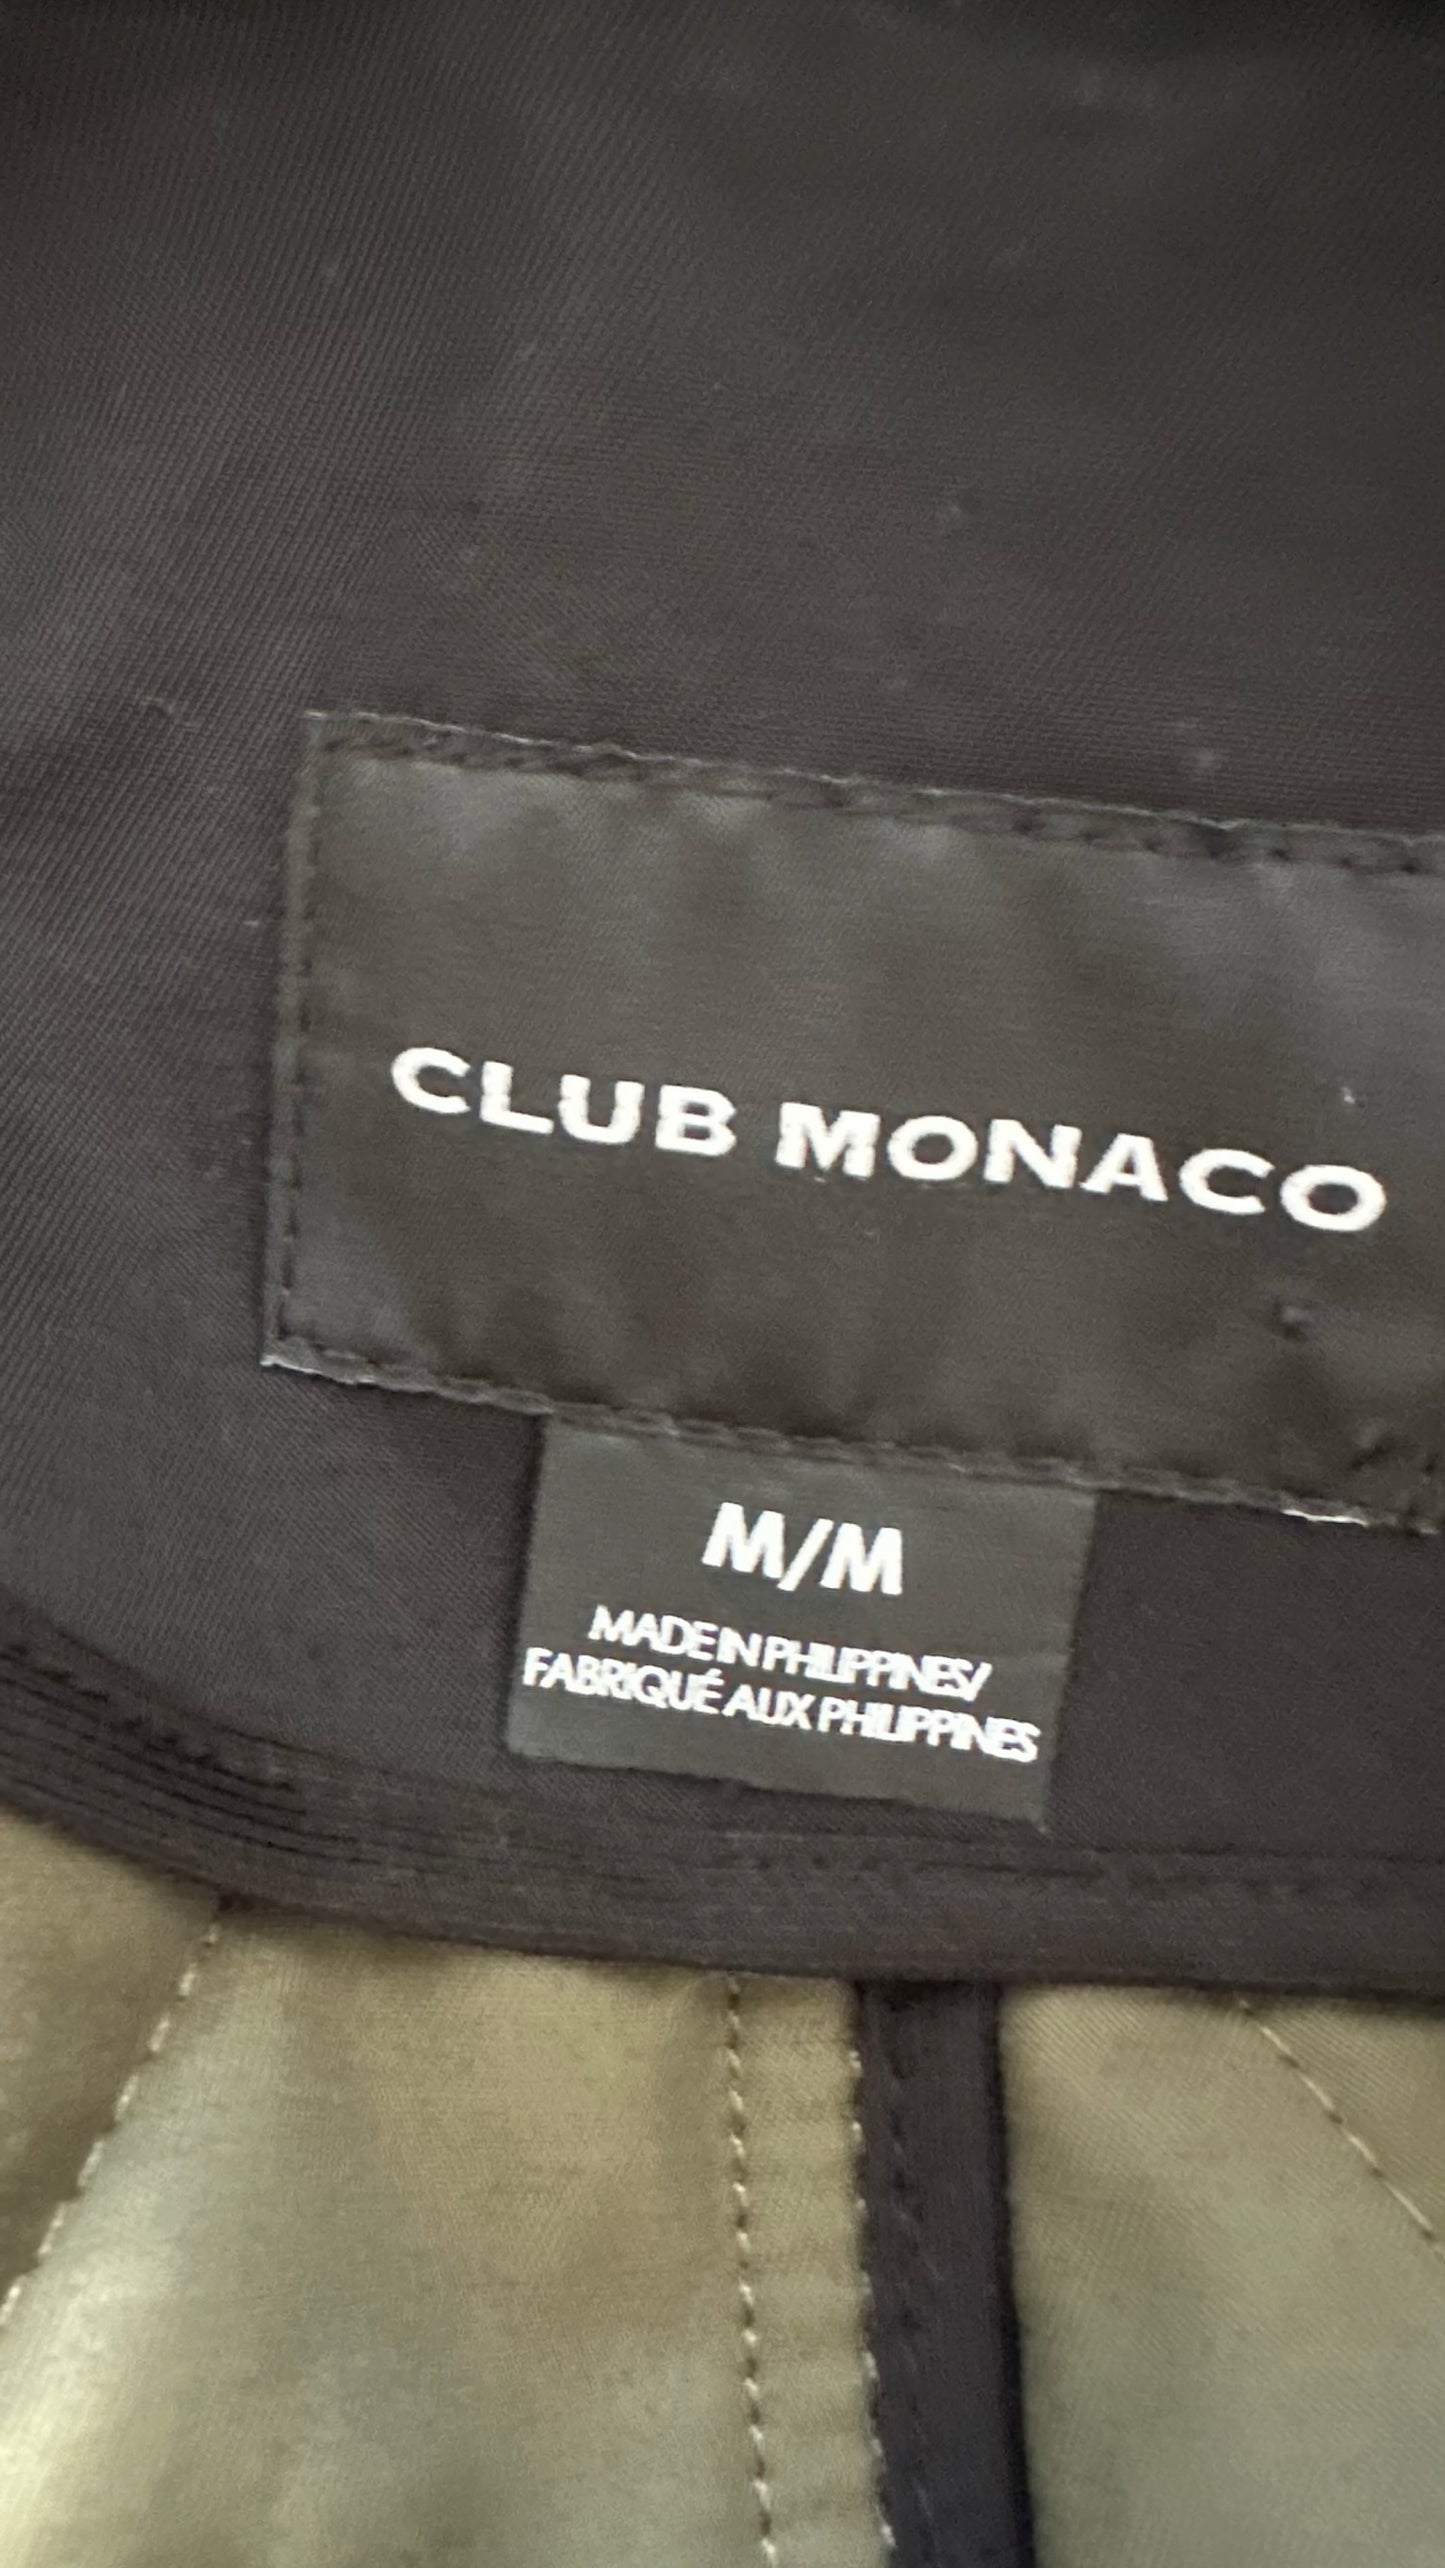 CLUB MONACO
M/M
MADE IN PHILIPPINES/
FABRIQUÉ AUX PHILIPPINES